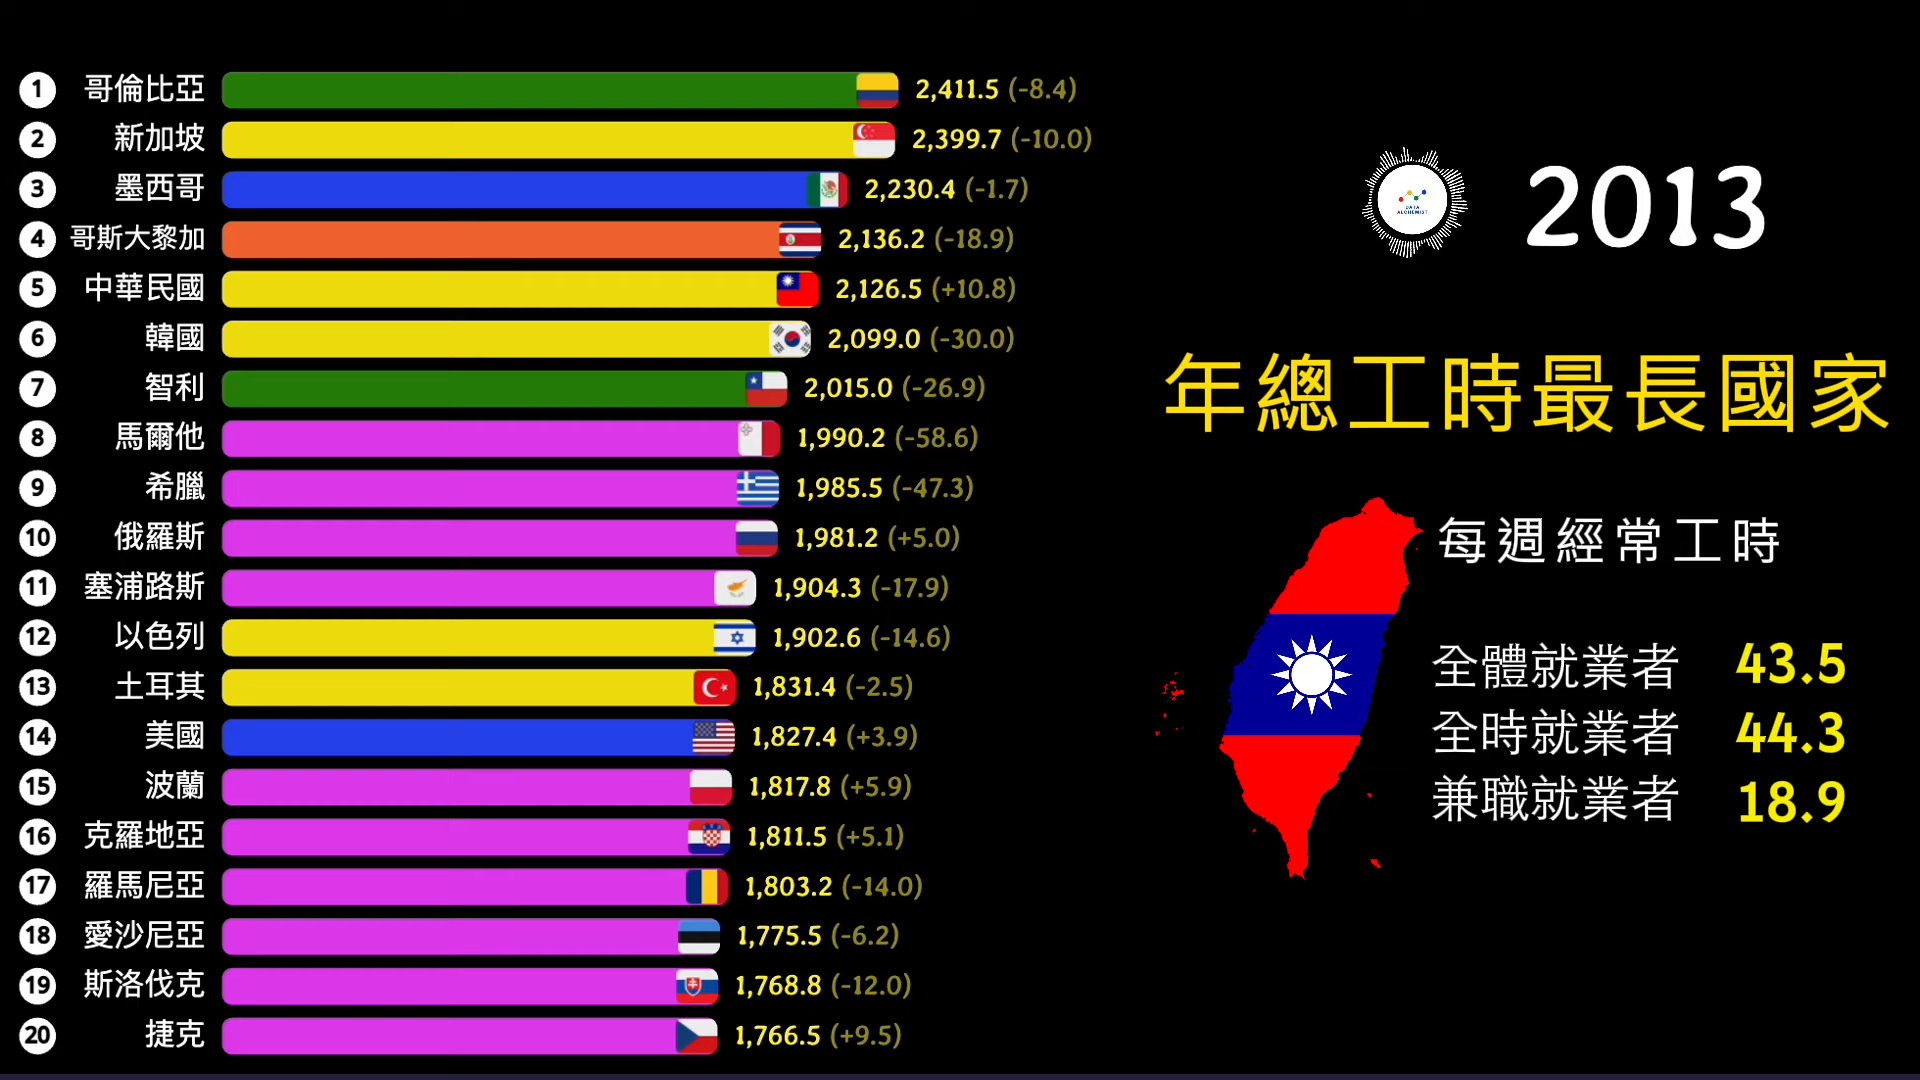 1 哥倫比亞 2,411.5 (-8.4)
2 新加坡 2,399.7 (-10.0)
3 墨西哥 2,230.4 (-1.7)
4 哥斯大黎加 2,136.2 (-18.9)
5 中華民國 2,126.5 (+10.8)
6 韓國 2,099.0 (-30.0)
7 智利 2,015.0 (-26.9)
8 馬爾他 1,990.2 (-58.6)
9 希臘 1,985.5 (-47.3)
10 俄羅斯 1,981.2 (+5.0)
11 塞浦路斯 1,904.3 (-17.9)
12 以色列 1,902.6 (-14.6)
13 土耳其 1,831.4 (-2.5)
14 美國 1,827.4 (+3.9)
15 波蘭 1,817.8 (+5.9)
16 克羅地亞 1,811.5 (+5.1)
17 羅馬尼亞 1,803.2 (-14.0)
18 愛沙尼亞 1,775.5 (-6.2)
19 斯洛伐克 1,768.8 (-12.0)
20 捷克 1,766.5 (+9.5)
DATA
ALCHEMIST
2013
年總工時最長國家
每週經常工時
全體就業者 43.5
全時就業者 44.3
兼職就業者 18.9